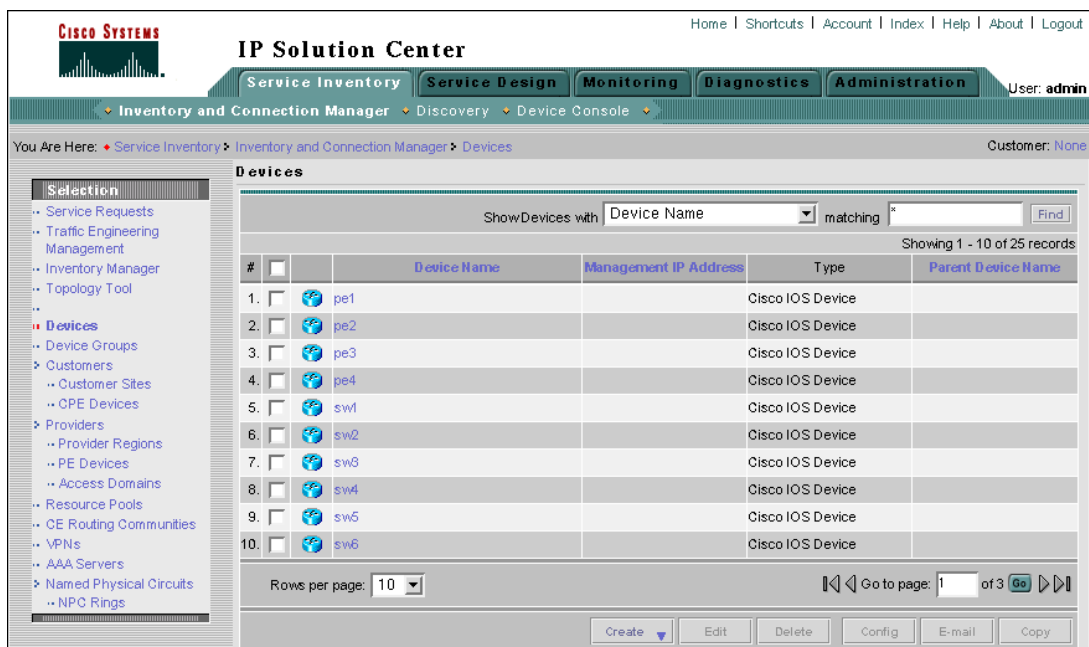 Home | Shortcuts | Account | Index | Help | About | Logout
CISCO SYSTEMS
IP Solution Center
Service Inventory Service Design Monitoring Diagnostics Administration
User: admin
Inventory and Connection Manager Discovery Device Console
You Are Here: Service Inventory Inventory and Connection Manager Devices
Customer: None
Selection
Service Requests
Traffic Engineering
Management
Inventory Manager
Topology Tool
Devices
Device Groups
Customers
Customer Sites
CPE Devices
Providers
Provider Regions
PE Devices
Access Domains
Resource Pools
CE Routing Communities
VPNs
AAA Servers
Named Physical Circuits
NPC Rings
Devices
Show Devices with Device Name matching * Find
Showing 1 - 10 of 25 records
# Device Name Management IP Address Type Parent Device Name
1. pe1 Cisco IOS Device
2. pe2 Cisco IOS Device
3. pe3 Cisco IOS Device
4. pe4 Cisco IOS Device
5. sw1 Cisco IOS Device
6. sw2 Cisco IOS Device
7. sw3 Cisco IOS Device
8. sw4 Cisco IOS Device
9. sw5 Cisco IOS Device
10. sw6 Cisco IOS Device
Rows per page: 10
Go to page: 1 of 3 Go
Create Edit Delete Config E-mail Copy